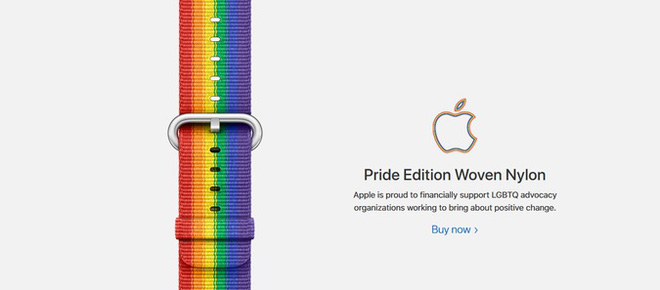 Pride Edition Woven Nylon
Apple is proud to financially support LGBTQ advocacy
organizations working to bring about positive change.
Buy now >